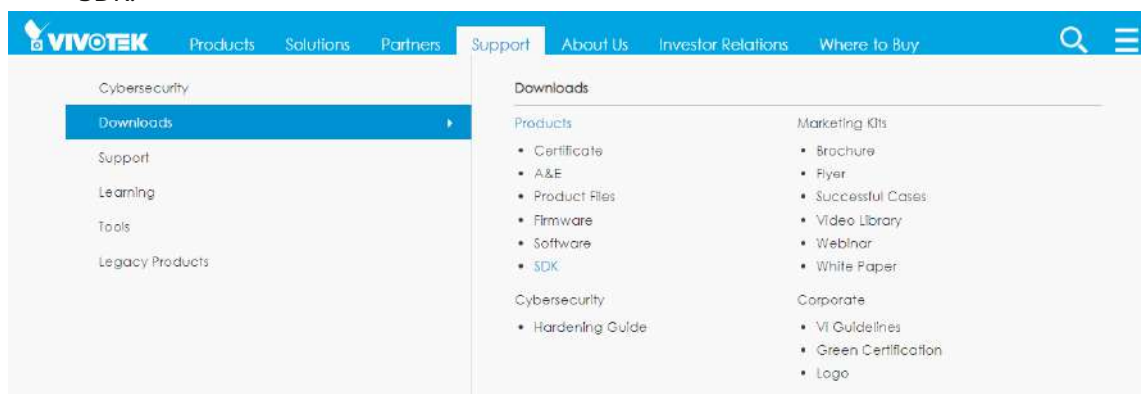 SDK.
VIVOTEK Products Solutions Partners Support About Us Investor Relations Where to Buy
Cybersecurity
Downloads
Support
Learning
Tools
Legacy Products
Downloads
Products
• Certificate
• A&E
• Product Files
• Firmware
• Software
• SDK
Cybersecurity
• Hardening Guide
Marketing Kits
• Brochure
• Flyer
• Successful Cases
• Video Library
• Webinar
• White Paper
Corporate
• VI Guidelines
• Green Certification
• Logo